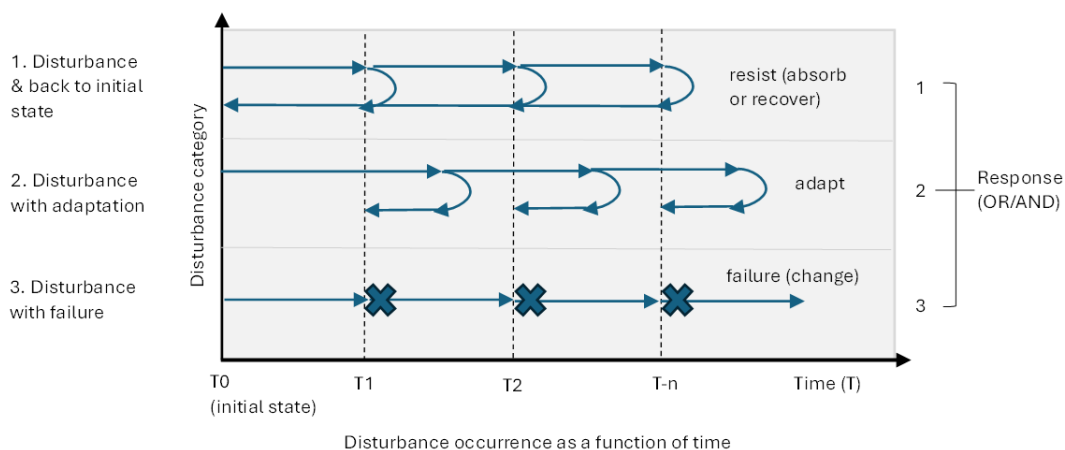 1. Disturbance
& back to initial
state
2. Disturbance
with adaptation
3. Disturbance
with failure
Disturbance category
resist (absorb
or recover)
adapt
failure (change)
1
2
3
Response
(OR/AND)
T0
(initial state)
T1
T2
T-n
Time (T)
Disturbance occurrence as a function of time